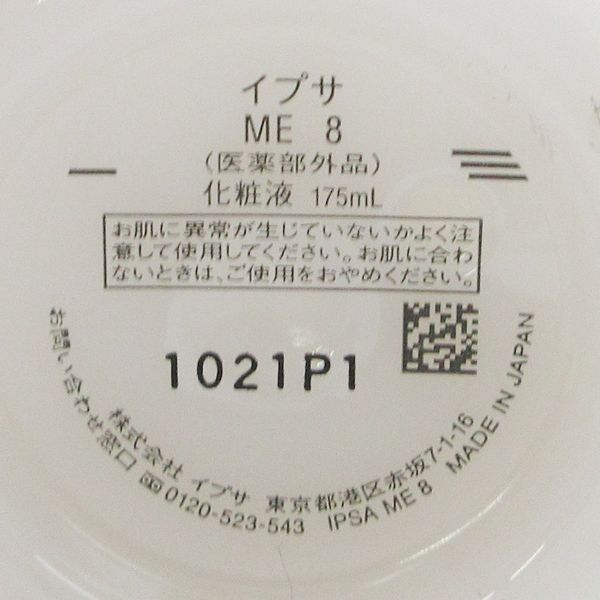 イプサ
ME 8
(医薬部外品)
化粧液 175mL
お肌に異常が生じていないかよく注
意して使用してください。お肌に合わ
ないときは、ご使用をおやめください。
1021P1
株式会社 イプサ 東京都港区赤坂7-1-16
お問い合わせ窓口 0120-523-543 IPSA ME 8 MADE IN JAPAN